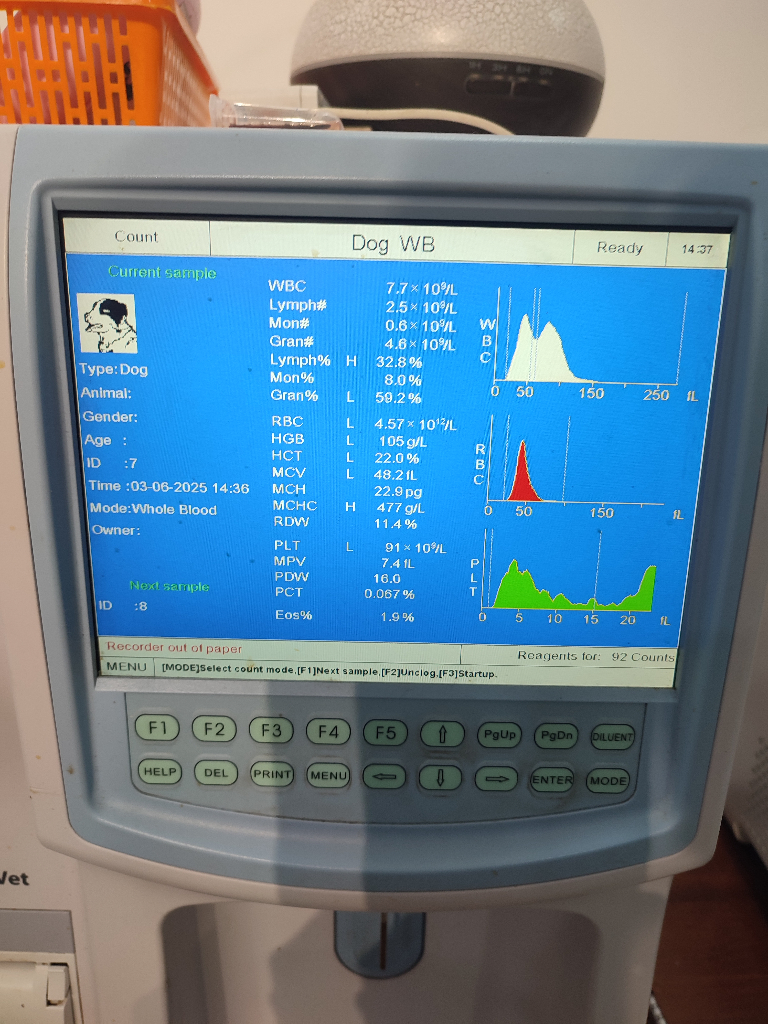 Count Dog WB Ready 14:37
Current sample
Type:Dog
Animal:
Gender:
Age :
ID :7
Time :03-06-2025 14:36
Mode:Whole Blood
Owner:
Next sample
ID :8
WBC 7.7 × 10⁹/L
Lymph# 2.5 × 10⁹/L
Mon# 0.6 × 10⁹/L
Gran# 4.6 × 10⁹/L
Lymph% H 32.8 %
Mon% 8.0 %
Gran% L 59.2 %
RBC L 4.57 × 10¹²/L
HGB L 105 g/L
HCT L 22.0 %
MCV L 48.2 fL
MCH 22.9 pg
MCHC H 477 g/L
RDW 11.4 %
PLT L 91 × 10⁹/L
MPV 7.4 fL
PDW 16.0
PCT 0.067 %
Eos% 1.9 %
WBC
0 50 150 250 fL
RBC
0 50 150 fL
PLT
0 5 10 15 20 fL
Recorder out of paper
Reagents for: 92 Counts
MENU [MODE]Select count mode,[F1]Next sample,[F2]Unclog,[F3]Startup.
F1 F2 F3 F4 F5 ⇧ PgUp PgDn DILUENT
HELP DEL PRINT MENU ⇦ ⇩ ⇨ ENTER MODE
Vet